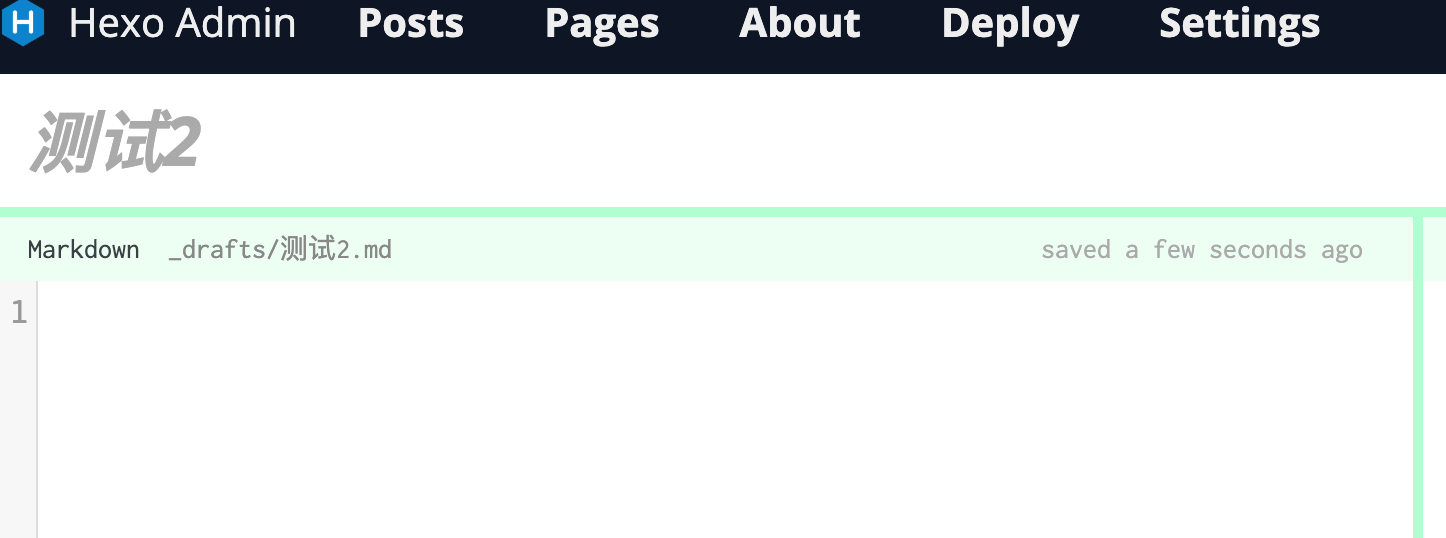 H Hexo Admin Posts Pages About Deploy Settings
测试2
Markdown _drafts/测试2.md saved a few seconds ago
1